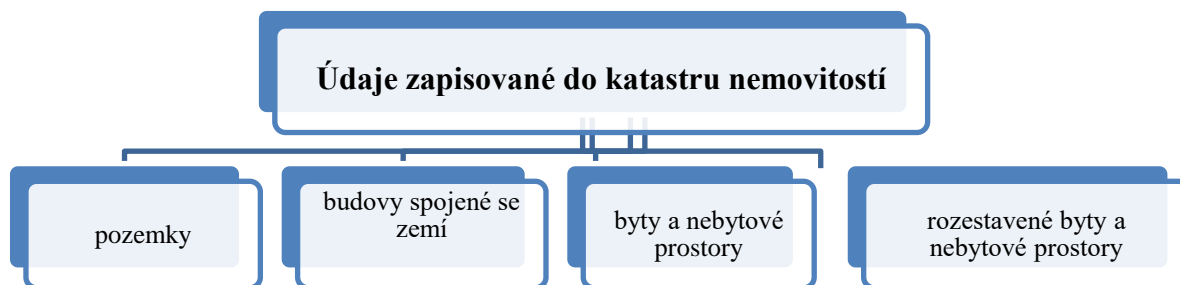 Údaje zapisované do katastru nemovitostí
pozemky
budovy spojené se
zemí
byty a nebytové
prostory
rozestavené byty a
nebytové prostory